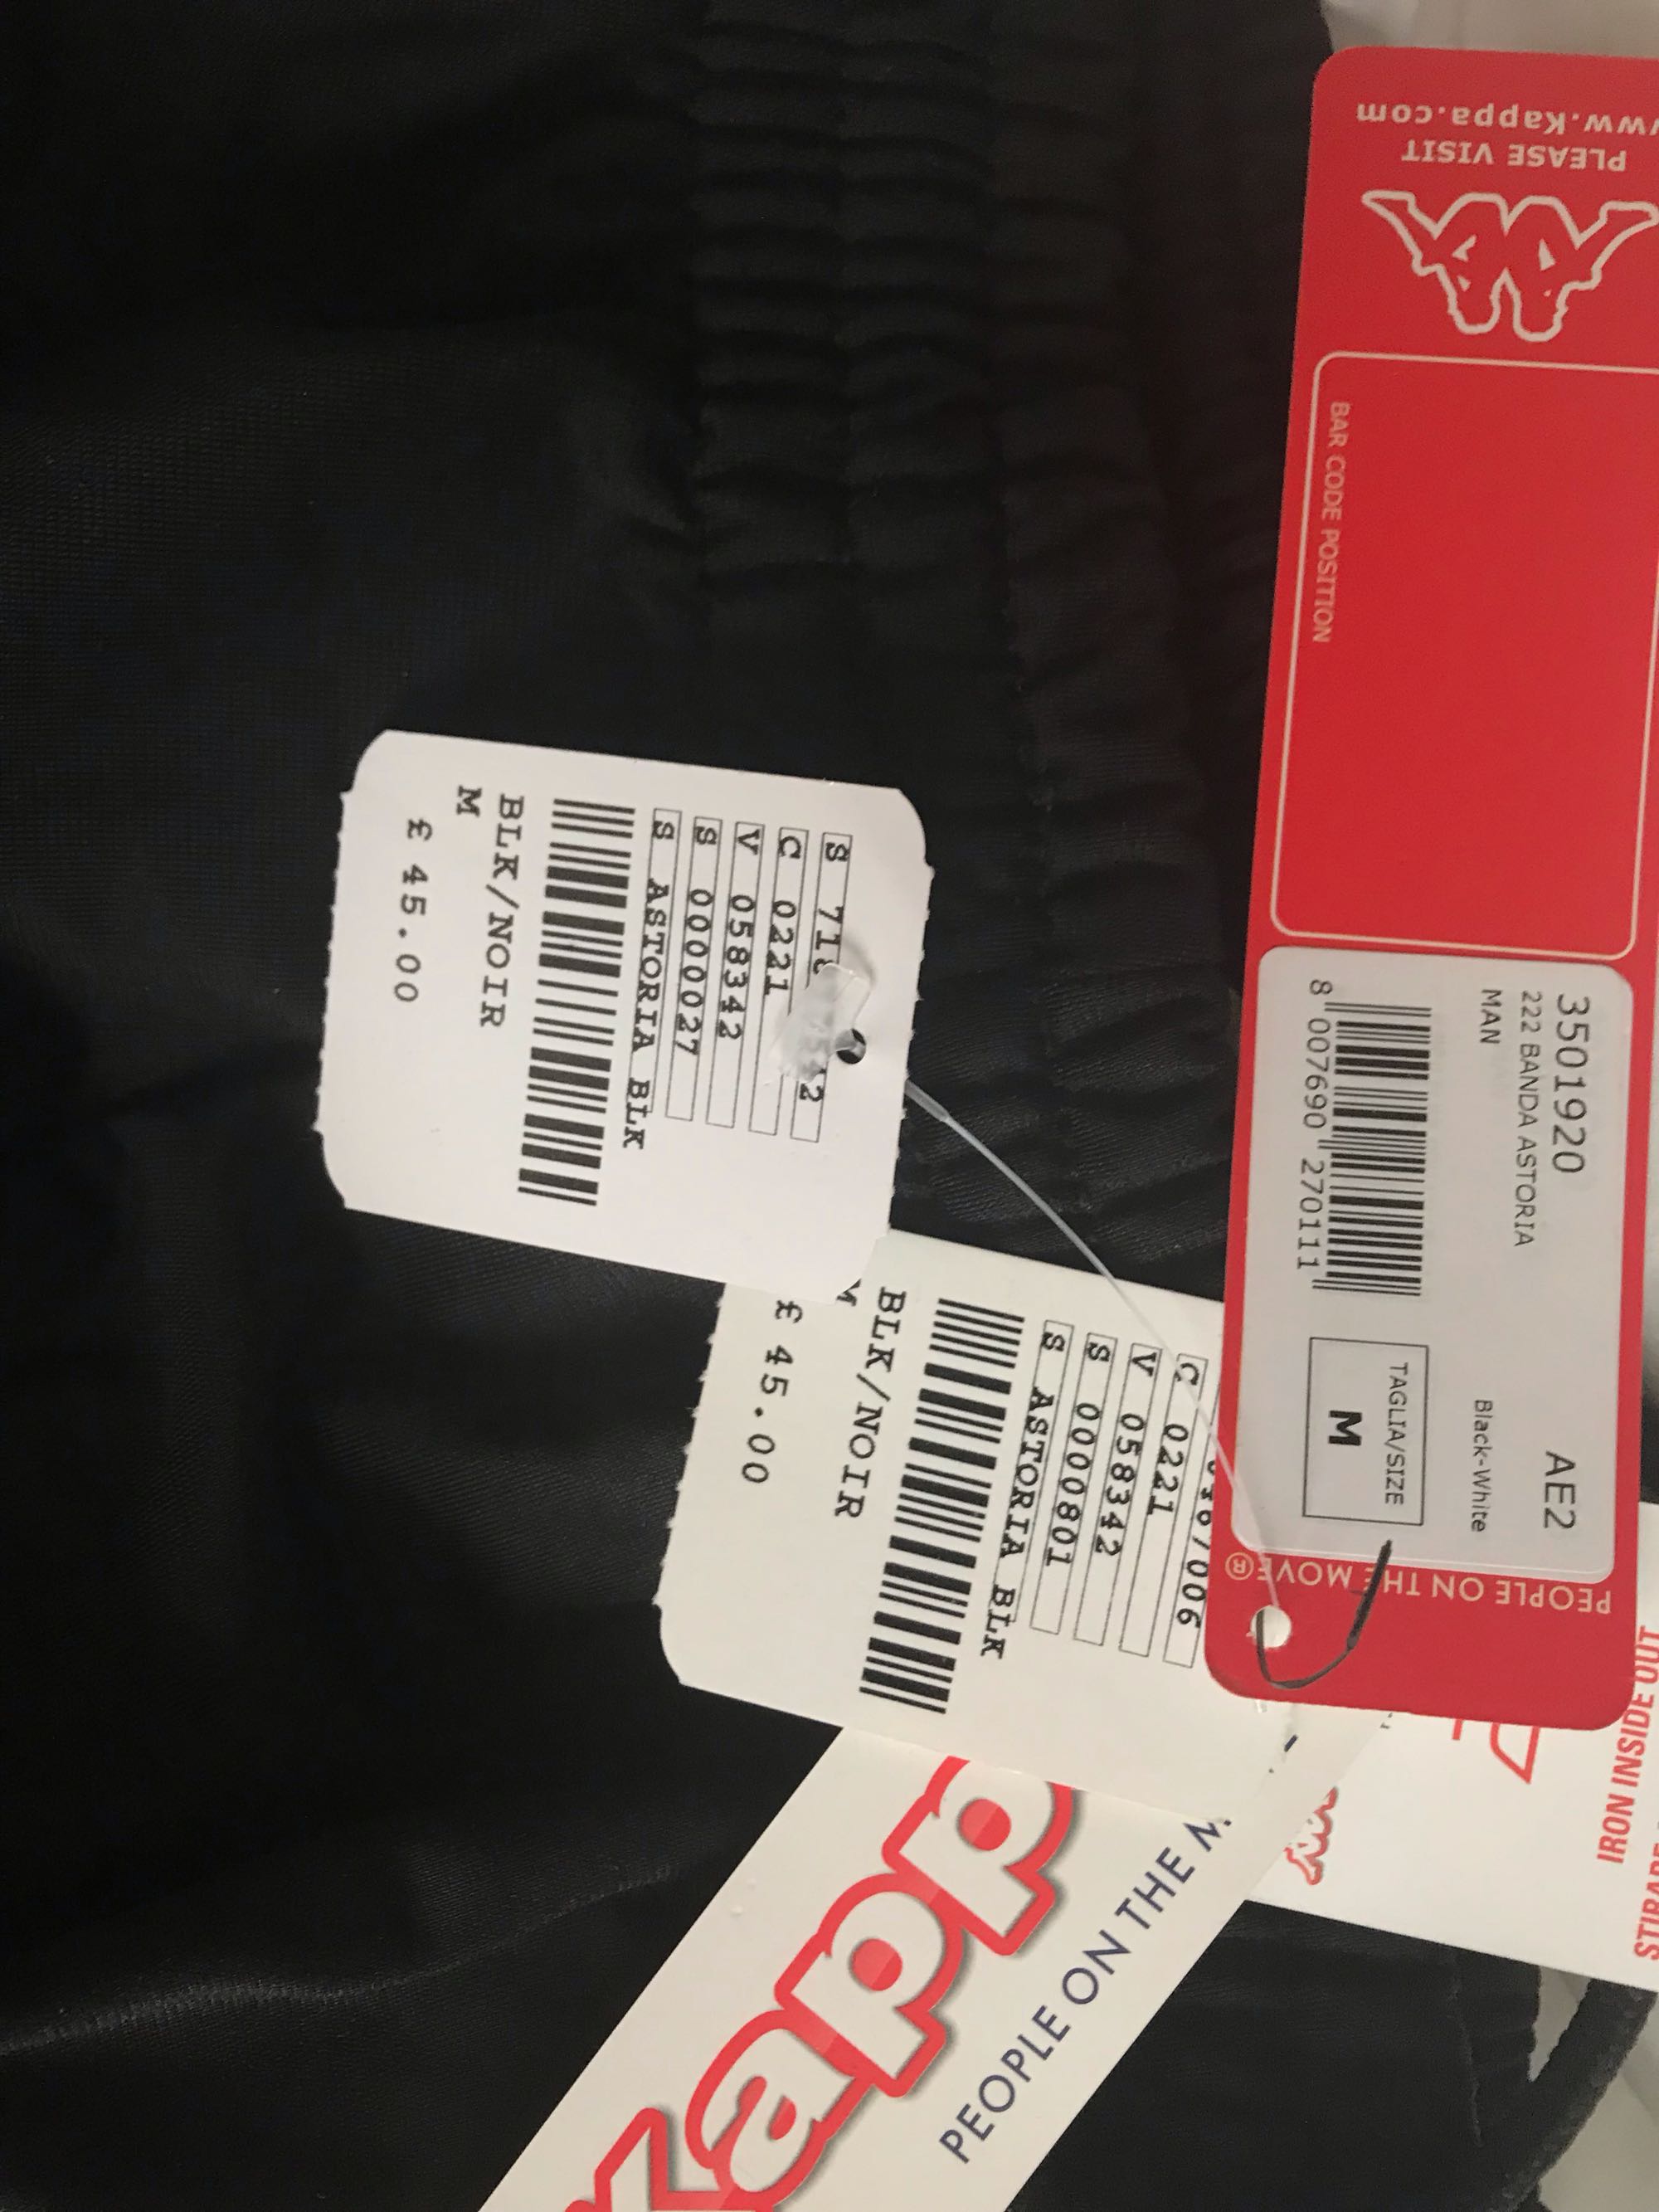 www.kappa.com
PLEASE VISIT
BAR CODE POSITION
3501920 AE2
222 BANDA ASTORIA
MAN Black-White
8 007690 270111
TAGLIA/SIZE
M
PEOPLE ON THE MOVE®
C 0221
V 058342
S 0000027
S ASTORIA BLK
BLK/NOIR
M
£ 45.00
C 0221
V 058342
S 0000801
S ASTORIA BLK
BLK/NOIR
M
£ 45.00
Kapp
PEOPLE ON THE
IRON INSIDE OUT